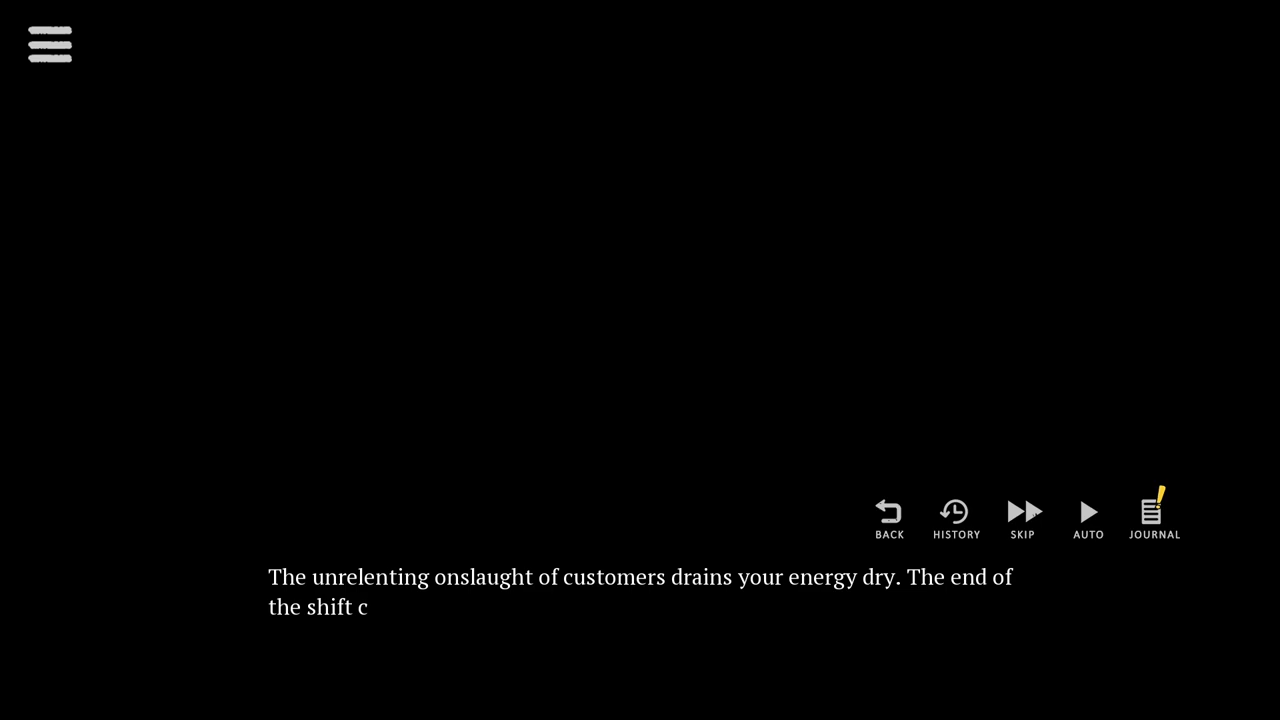 BACK HISTORY SKIP AUTO JOURNAL
The unrelenting onslaught of customers drains your energy dry. The end of
the shift c